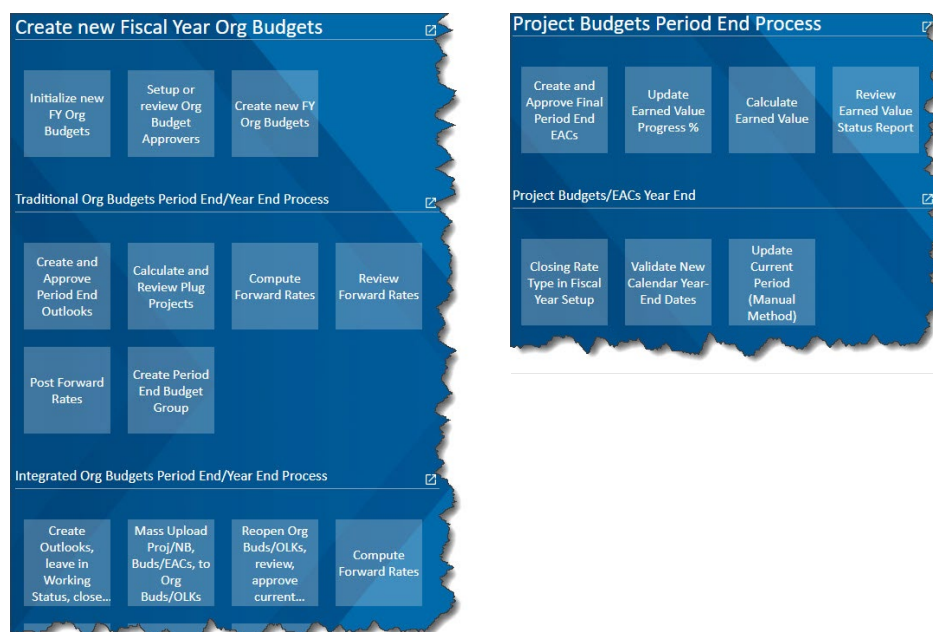 Create new Fiscal Year Org Budgets
Initialize new
FY Org
Budgets
Setup or
review Org
Budget
Approvers
Create new FY
Org Budgets
Traditional Org Budgets Period End/Year End Process
Create and
Approve
Period End
Outlooks
Calculate and
Review Plug
Projects
Compute
Forward Rates
Review
Forward Rates
Post Forward
Rates
Create Period
End Budget
Group
Integrated Org Budgets Period End/Year End Process
Create
Outlooks,
leave in
Working
Status, close...
Mass Upload
Proj/NB,
Buds/EACs, to
Org
Buds/OLKs
Reopen Org
Buds/OLKs,
review,
approve
current...
Compute
Forward Rates
Project Budgets Period End Process
Create and
Approve Final
Period End
EACs
Update
Earned Value
Progress %
Calculate
Earned Value
Review
Earned Value
Status Report
Project Budgets/EACs Year End
Closing Rate
Type in Fiscal
Year Setup
Validate New
Calendar Year-
End Dates
Update
Current
Period
(Manual
Method)